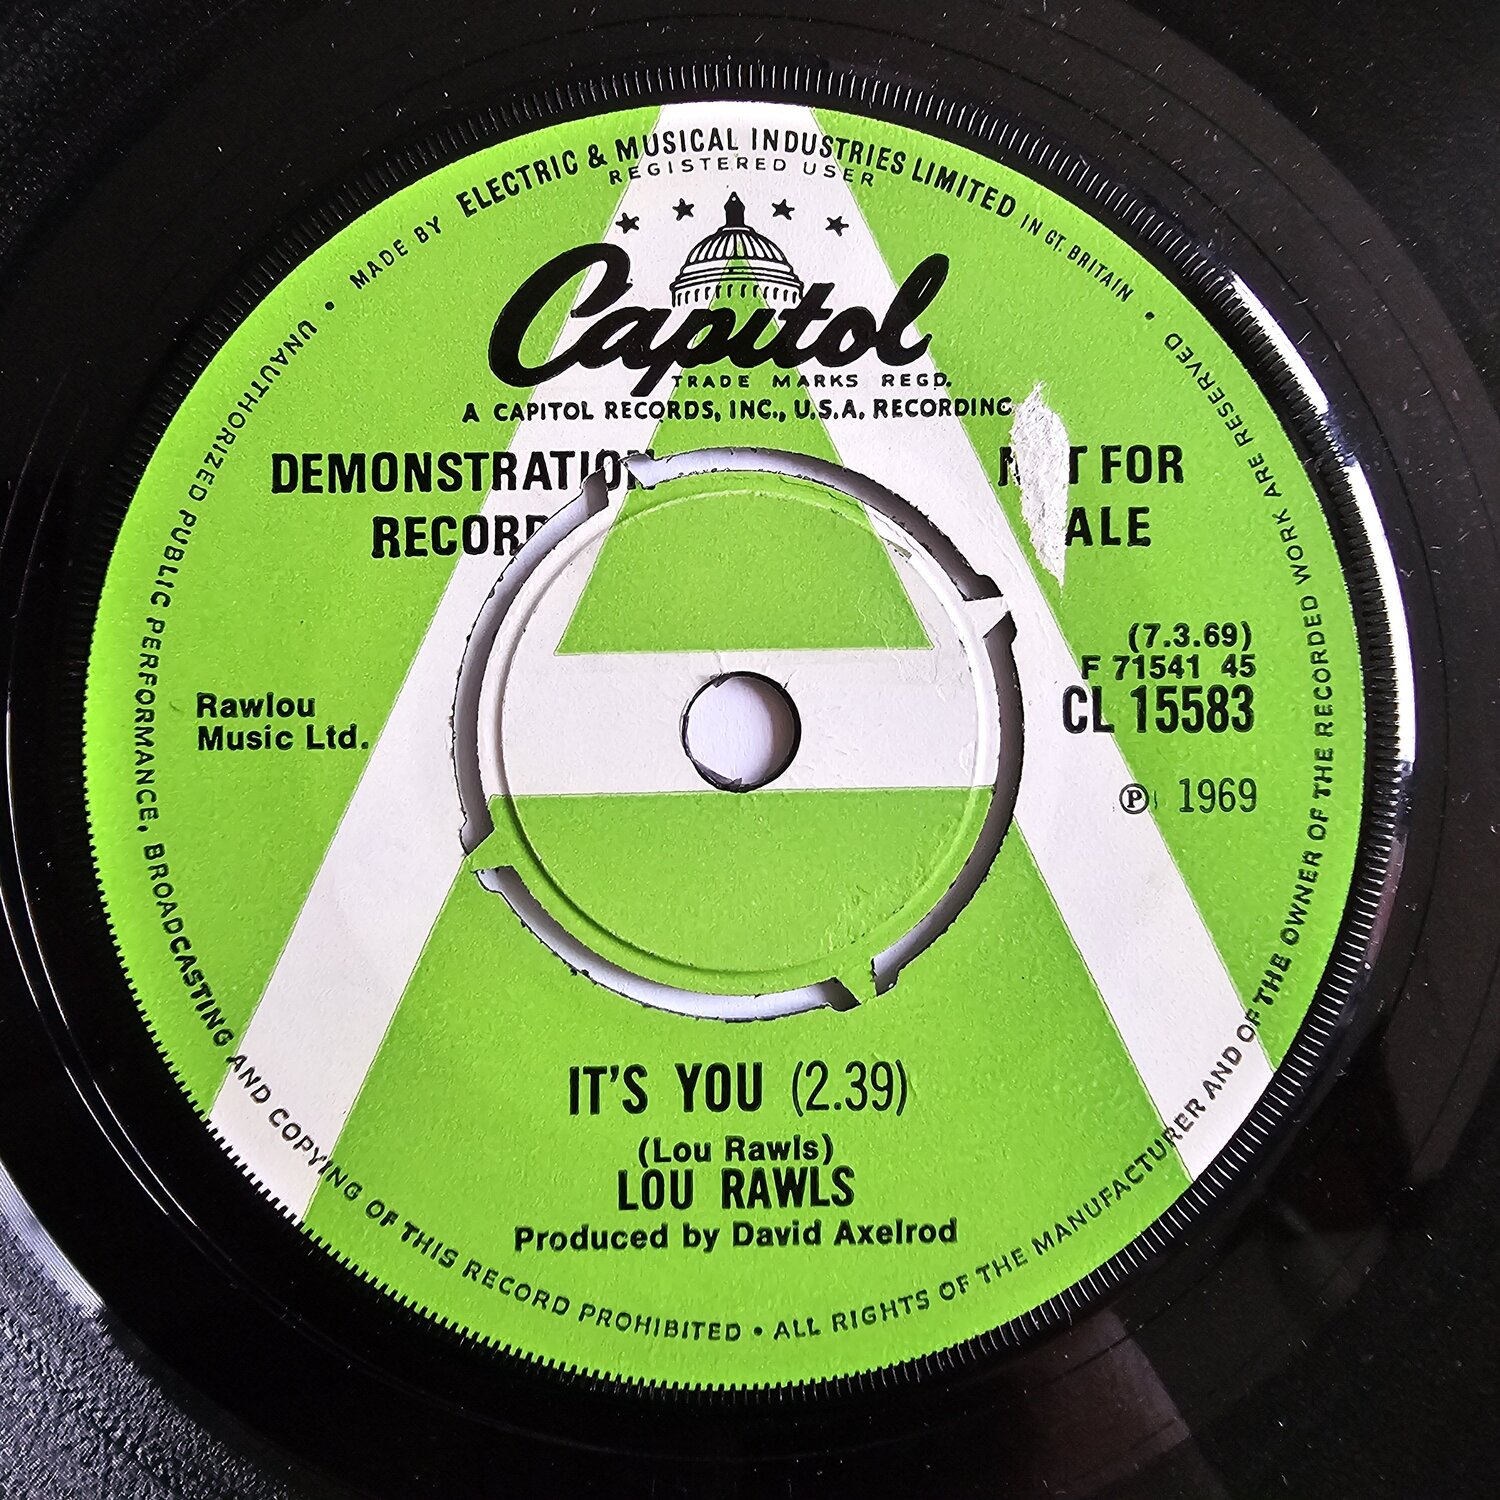 MADE BY ELECTRIC & MUSICAL INDUSTRIES LIMITED IN GT. BRITAIN •
REGISTERED USER
Capitol
TRADE MARKS REGD.
A CAPITOL RECORDS, INC., U.S.A. RECORDING
DEMONSTRATION
RECORD
FOR
(7.3.69)
F 71541 45
CL 15583
Ⓟ 1969
Rawlou
Music Ltd.
IT'S YOU (2.39)
(Lou Rawls)
LOU RAWLS
Produced by David Axelrod
• UNAUTHORIZED PUBLIC PERFORMANCE, BROADCASTING AND COPYING OF THIS RECORD PROHIBITED • ALL RIGHTS OF THE MANUFACTURER AND OF THE OWNER OF THE RECORDED WORK ARE RESERVED